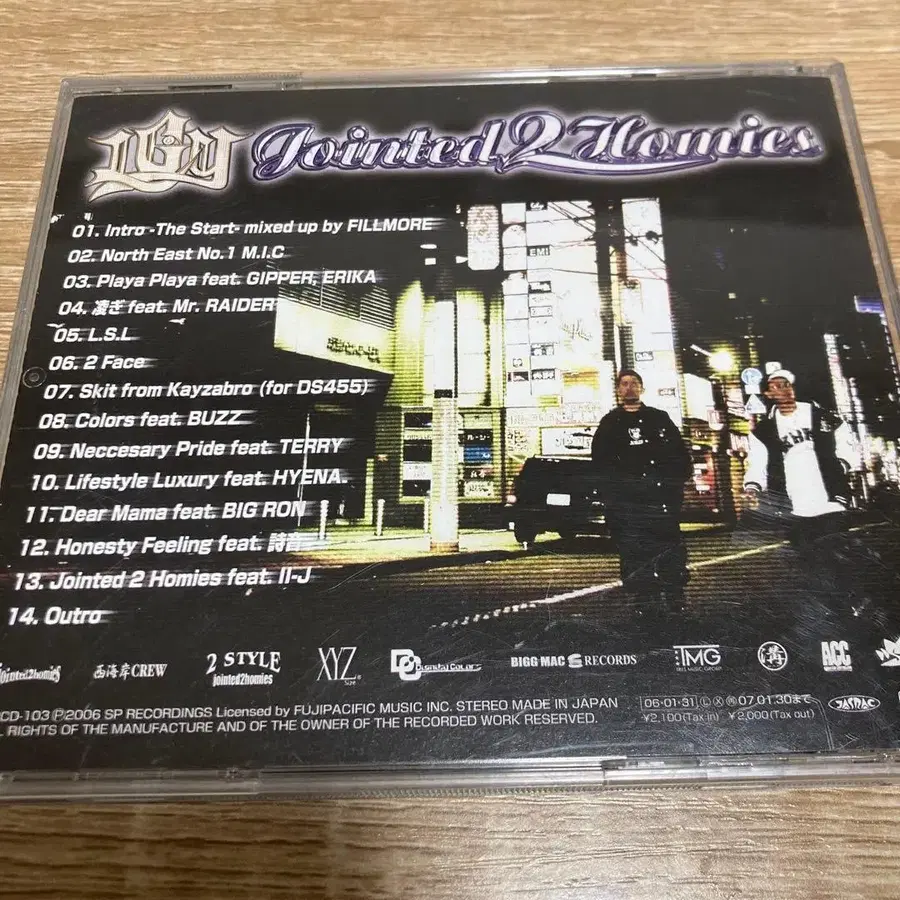 LGY Jointed 2 Homies
01. Intro -The Start- mixed up by FILLMORE
02. North East No.1 M.I.C
03. Playa Playa feat. GIPPER, ERIKA
04. 凌ぎ feat. Mr. RAIDER
05. L.S.L
06. 2 Face
07. Skit from Kayzabro (for DS455)
08. Colors feat. BUZZ
09. Neccesary Pride feat. TERRY
10. Lifestyle Luxury feat. HYENA
11. Dear Mama feat. BIG RON
12. Honesty Feeling feat. 詩音
13. Jointed 2 Homies feat. II-J
14. Outro
EMI
Jointed2homieS 西海岸CREW 2 STYLE jointed2homies XYZ Size BIGG MAC RECORDS TMG 溝 ACC
CD-103 ℗2006 SP RECORDINGS Licensed by FUJIPACIFIC MUSIC INC. STEREO MADE IN JAPAN
RIGHTS OF THE MANUFACTURE AND OF THE OWNER OF THE RECORDED WORK RESERVED.
06·01·31 Ⓛ Ⓧ 07.01.30まで
¥2,100(Tax in) ¥2,000(Tax out)
JASRAC